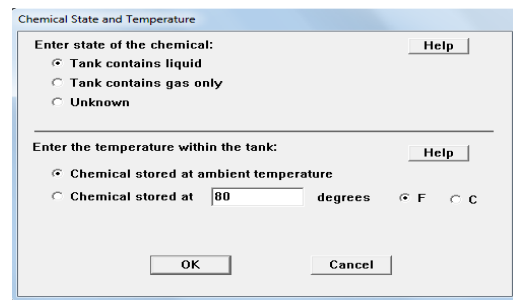 Chemical State and Temperature
Enter state of the chemical: Help
Tank contains liquid
Tank contains gas only
Unknown
Enter the temperature within the tank: Help
Chemical stored at ambient temperature
Chemical stored at 80 degrees F C
OK Cancel